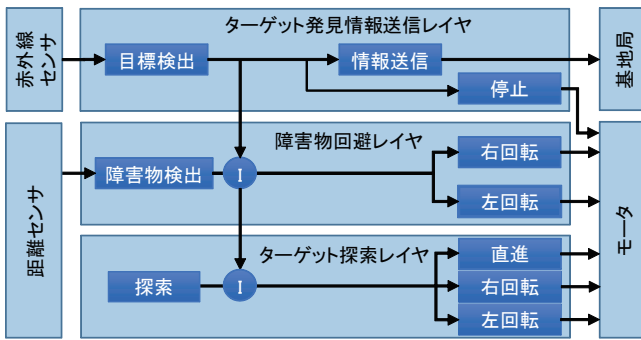 赤外線
センサ
ターゲット発見情報送信レイヤ
目標検出
情報送信
停止
基地局
距離センサ
障害物回避レイヤ
障害物検出
I
右回転
左回転
モータ
ターゲット探索レイヤ
探索
I
直進
右回転
左回転